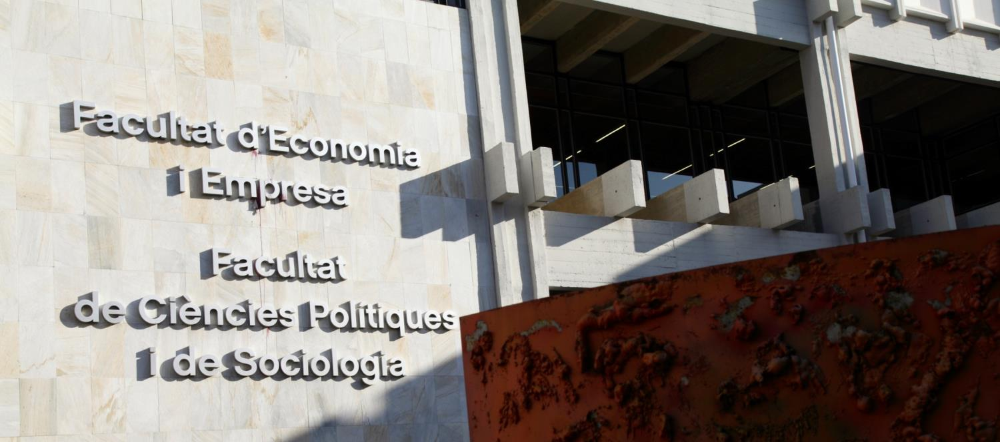 Facultat d'Economia
i Empresa
Facultat
de Ciències Polítiques
i de Sociologia